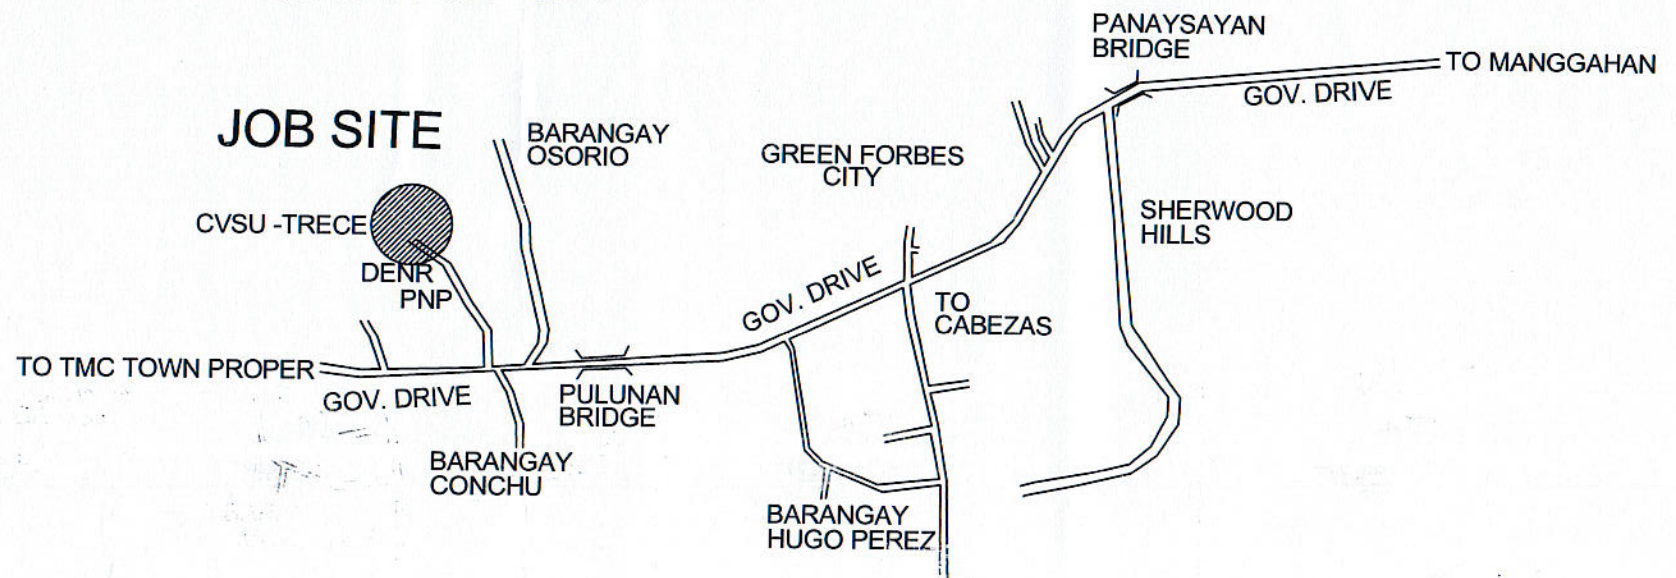 PANAYSAYAN
BRIDGE
TO MANGGAHAN
GOV. DRIVE
JOB SITE
BARANGAY
OSORIO
GREEN FORBES
CITY
CVSU -TRECE
SHERWOOD
HILLS
DENR
PNP
GOV. DRIVE
TO
CABEZAS
TO TMC TOWN PROPER
GOV. DRIVE
PULUNAN
BRIDGE
BARANGAY
CONCHU
BARANGAY
HUGO PEREZ